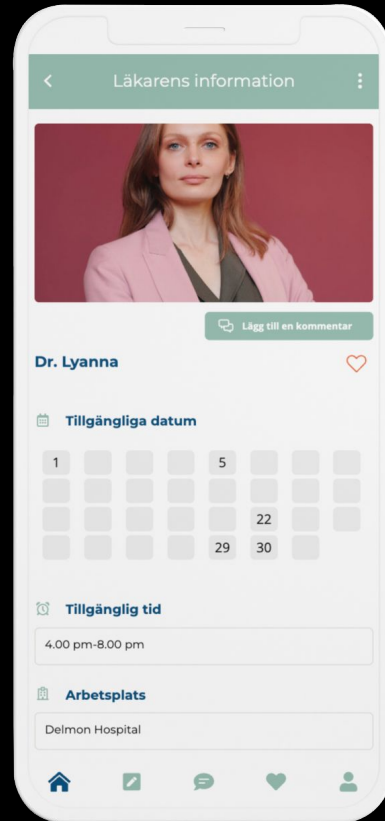 Läkarens information
Lägg till en kommentar
Dr. Lyanna
Tillgängliga datum
1 5
22
29 30
Tillgänglig tid
4.00 pm-8.00 pm
Arbetsplats
Delmon Hospital